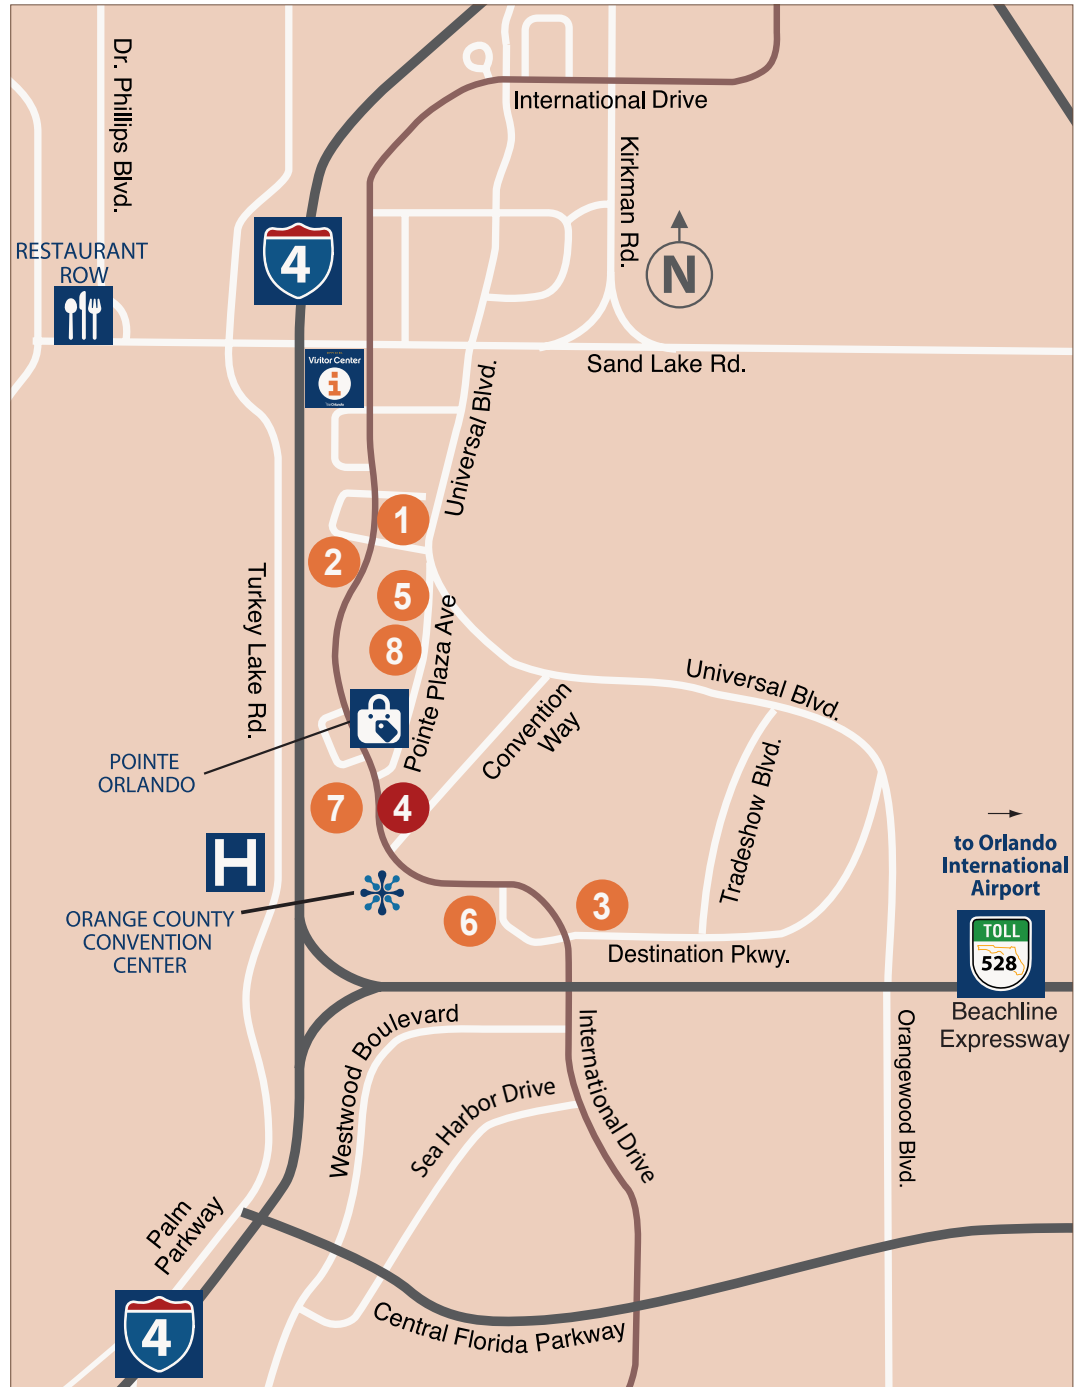 Dr. Phillips Blvd.
International Drive
Kirkman Rd.
N
RESTAURANT
ROW
4
Sand Lake Rd.
Visitor Center
i
Universal Blvd.
1
2
5
8
Turkey Lake Rd.
Pointe Plaza Ave
Universal Blvd.
Convention
Way
Tradeshow Blvd.
POINTE
ORLANDO
7
4
H
to Orlando
International
Airport
ORANGE COUNTY
CONVENTION
CENTER
6
3
Destination Pkwy.
TOLL
528
Beachline
Expressway
Westwood Boulevard
International Drive
Orangewood Blvd.
Sea Harbor Drive
Palm
Parkway
4
Central Florida Parkway